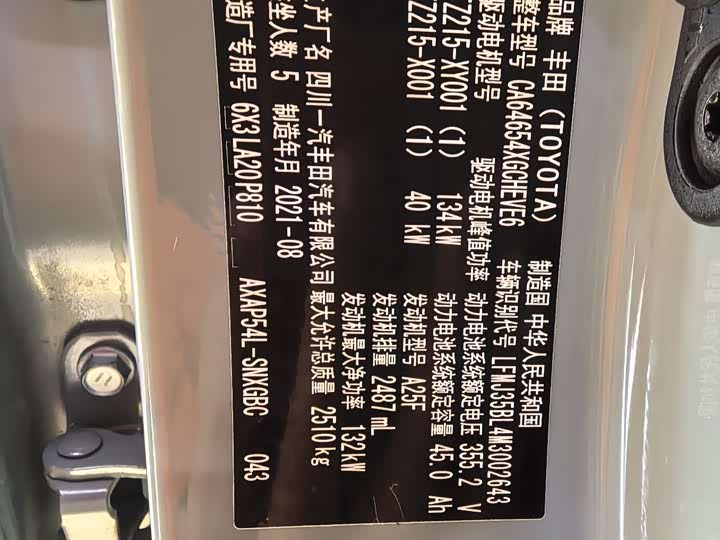 品牌 丰田 (TOYOTA) 制造国 中华人民共和国
整车型号 CA64654XGCHEVE6 车辆识别代号 LFMJ35BL4M3002643
驱动电机型号 驱动电机峰值功率 动力电池系统额定电压 355.2 V
Z215-XY001 (1) 134kW 动力电池系统额定容量 45.0 Ah
Z215-X001 (1) 40 kW 发动机型号 A25F
发动机排量 2487 mL
发动机最大净功率 132kW
产厂名 四川一汽丰田汽车有限公司 最大允许总质量 2510kg
坐人数 5 制造年月 2021-08
造厂专用号 6X31LA20P810 AXAP54L-SNXGBC 043